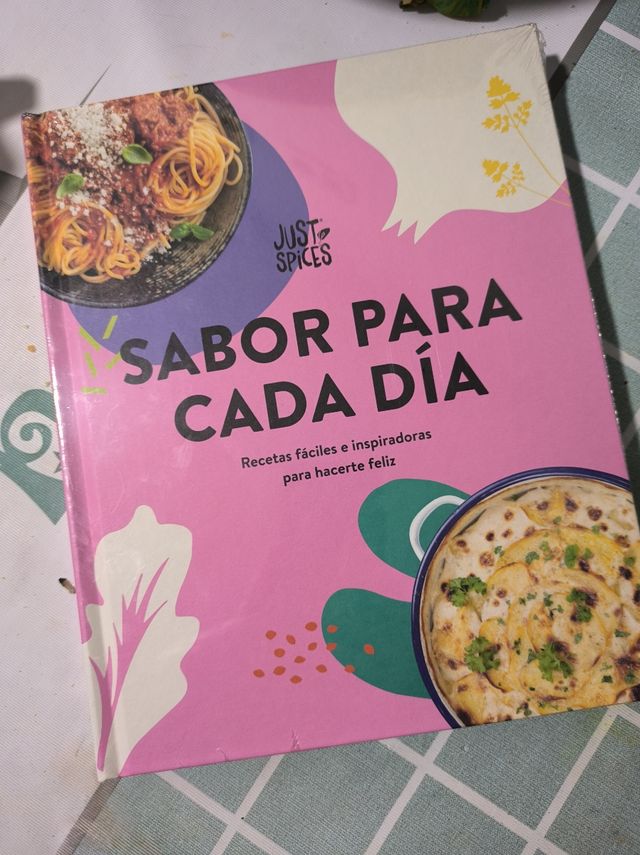 JUST
SPiCES
SABOR PARA
CADA DÍA
Recetas fáciles e inspiradoras
para hacerte feliz